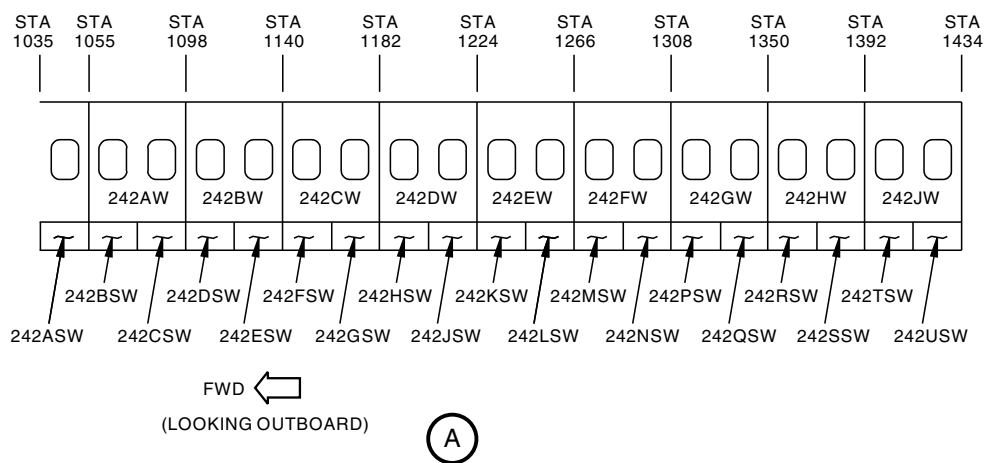 STA STA STA STA STA STA STA STA STA STA STA
1035 1055 1098 1140 1182 1224 1266 1308 1350 1392 1434
242AW 242BW 242CW 242DW 242EW 242FW 242GW 242HW 242JW
242BSW 242DSW 242FSW 242HSW 242KSW 242MSW 242PSW 242RSW 242TSW
242ASW 242CSW 242ESW 242GSW 242JSW 242LSW 242NSW 242QSW 242SSW 242USW
FWD
(LOOKING OUTBOARD)
A